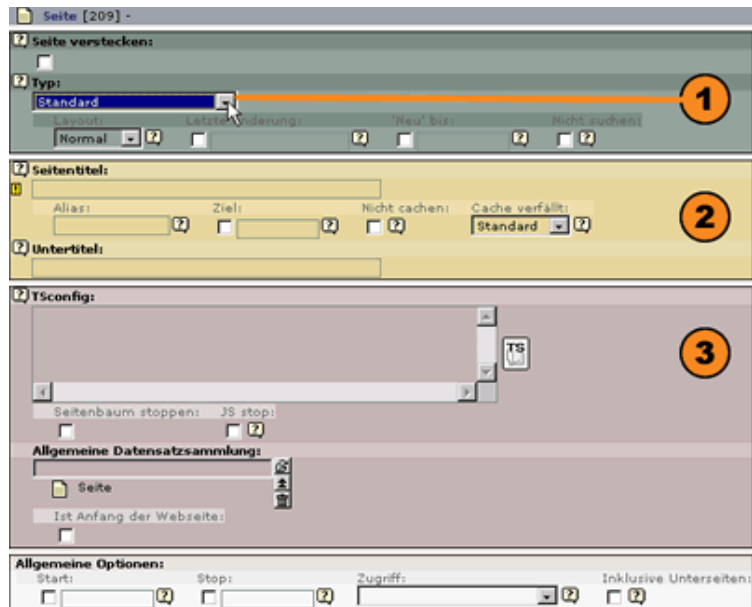 Seite [209] -
Seite verstecken:
Typ:
Standard
1
Layout: Letzte Änderung: 'Neu' bis: Nicht suchen:
Normal
Seitentitel:
Alias: Ziel: Nicht cachen: Cache verfällt:
Standard
2
Untertitel:
TSconfig:
TS
3
Seitenbaum stoppen: JS stop:
Allgemeine Datensatzsammlung:
Seite
Ist Anfang der Webseite:
Allgemeine Optionen:
Start: Stop: Zugriff: Inklusive Unterseiten: